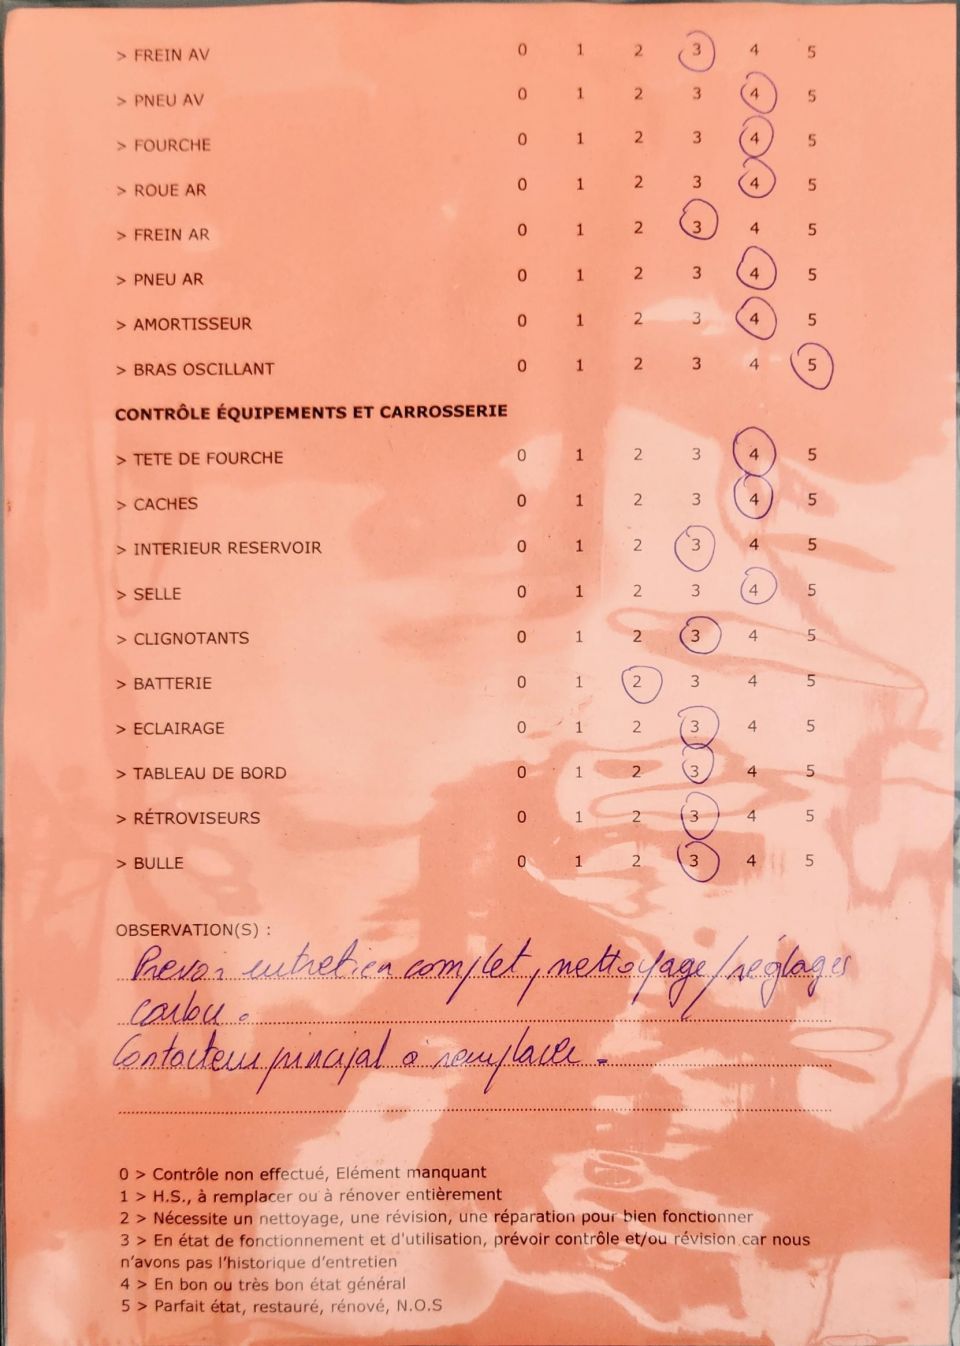 > FREIN AV 0 1 2 3 4 5
> PNEU AV 0 1 2 3 4 5
> FOURCHE 0 1 2 3 4 5
> ROUE AR 0 1 2 3 4 5
> FREIN AR 0 1 2 3 4 5
> PNEU AR 0 1 2 3 4 5
> AMORTISSEUR 0 1 2 3 4 5
> BRAS OSCILLANT 0 1 2 3 4 5
CONTRÔLE ÉQUIPEMENTS ET CARROSSERIE
> TETE DE FOURCHE 0 1 2 3 4 5
> CACHES 0 1 2 3 4 5
> INTERIEUR RESERVOIR 0 1 2 3 4 5
> SELLE 0 1 2 3 4 5
> CLIGNOTANTS 0 1 2 3 4 5
> BATTERIE 0 1 2 3 4 5
> ECLAIRAGE 0 1 2 3 4 5
> TABLEAU DE BORD 0 1 2 3 4 5
> RÉTROVISEURS 0 1 2 3 4 5
> BULLE 0 1 2 3 4 5
OBSERVATION(S) :
Prevoir entretien complet, nettoyage/réglages
carbu.
Contacteur principal à remplacer.
0 > Contrôle non effectué, Elément manquant
1 > H.S., à remplacer ou à rénover entièrement
2 > Nécessite un nettoyage, une révision, une réparation pour bien fonctionner
3 > En état de fonctionnement et d'utilisation, prévoir contrôle et/ou révision car nous
n'avons pas l'historique d'entretien
4 > En bon ou très bon état général
5 > Parfait état, restauré, rénové, N.O.S